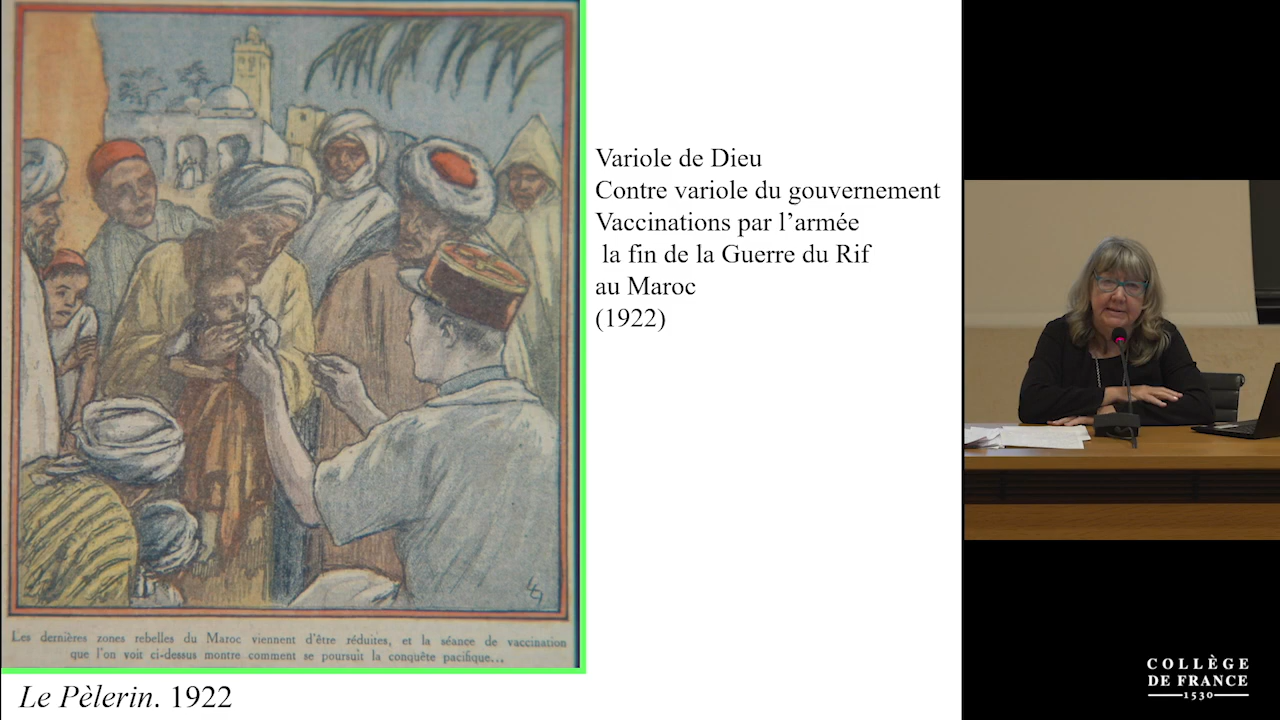 Variole de Dieu
Contre variole du gouvernement
Vaccinations par l’armée
la fin de la Guerre du Rif
au Maroc
(1922)
Les dernières zones rebelles du Maroc viennent d'être réduites, et la séance de vaccination
que l'on voit ci-dessus montre comment se poursuit la conquête pacifique...
Le Pèlerin. 1922
COLLÈGE
DE FRANCE
1530